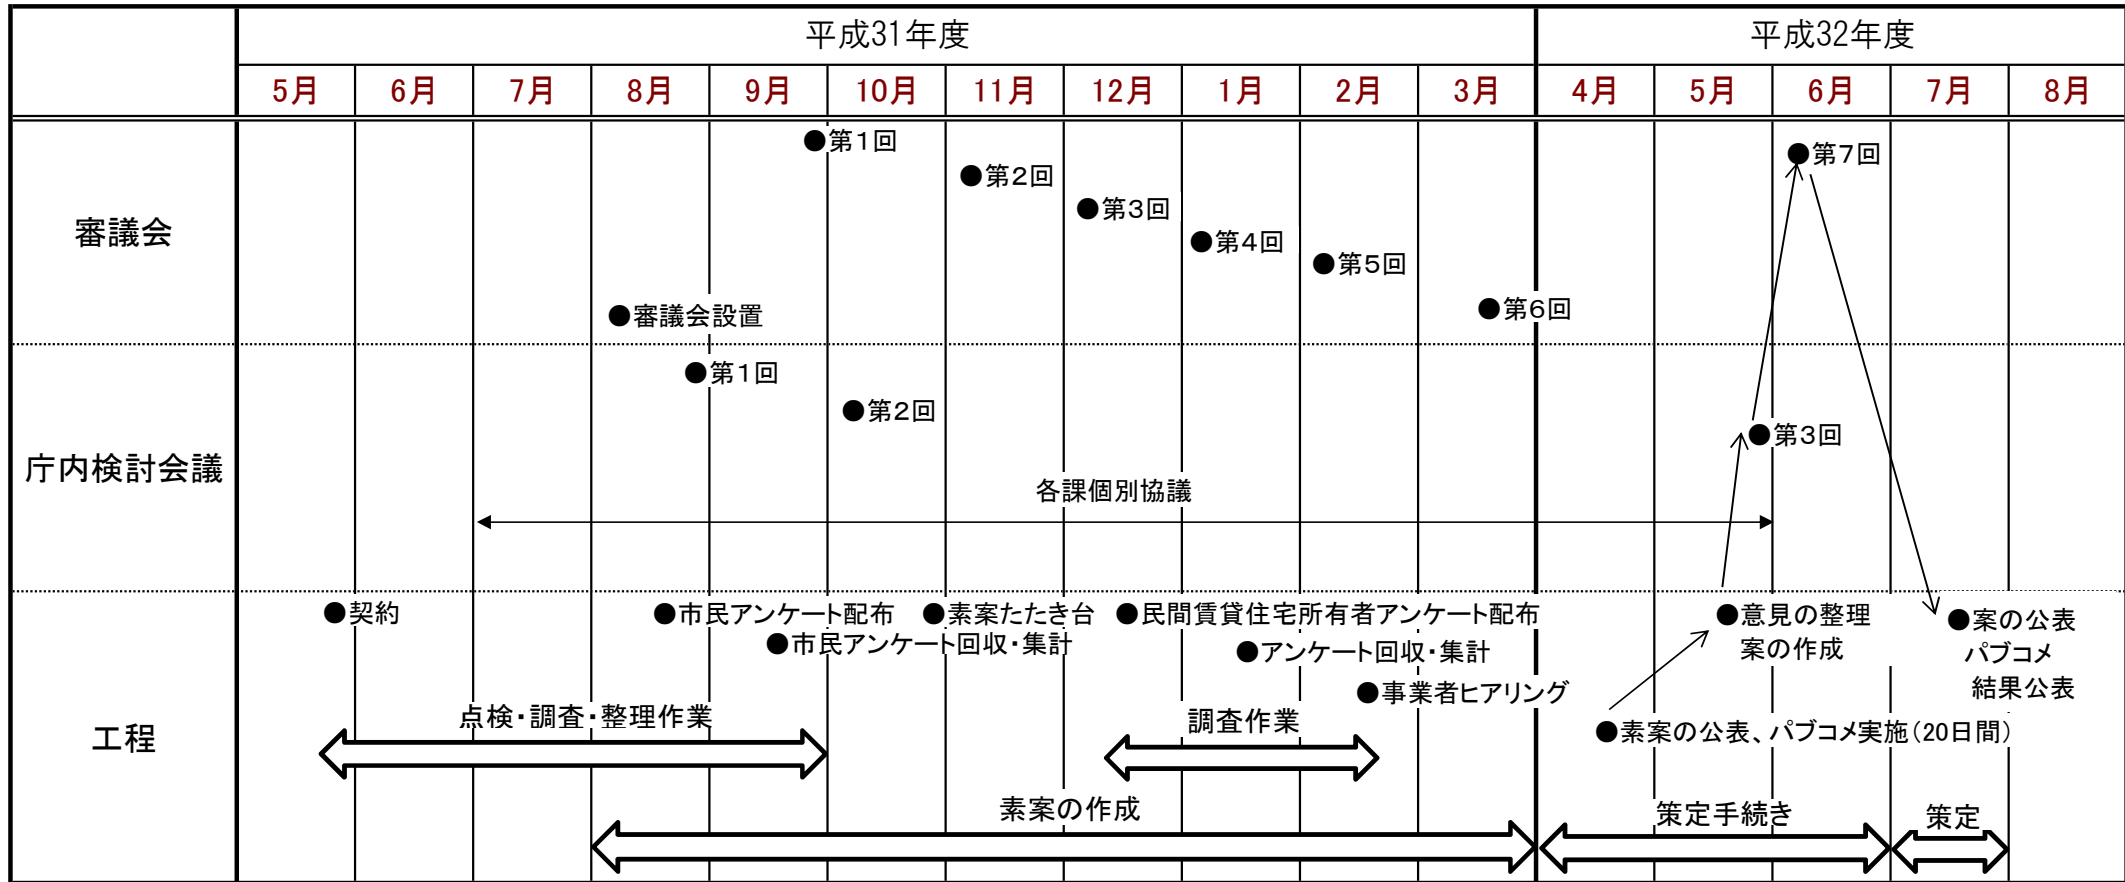 平成31年度
平成32年度
5月
6月
7月
8月
9月
10月
11月
12月
1月
2月
3月
4月
5月
6月
7月
8月
審議会
●第1回
●第2回
●第3回
●第4回
●第5回
●第6回
●第7回
●審議会設置
庁内検討会議
●第1回
●第2回
●第3回
各課個別協議
工程
●契約
●市民アンケート配布
●素案たたき台
●民間賃貸住宅所有者アンケート配布
●市民アンケート回収・集計
●アンケート回収・集計
●事業者ヒアリング
●意見の整理
案の作成
●案の公表
パブコメ
結果公表
●素案の公表、パブコメ実施(20日間)
点検・調査・整理作業
調査作業
素案の作成
策定手続き
策定